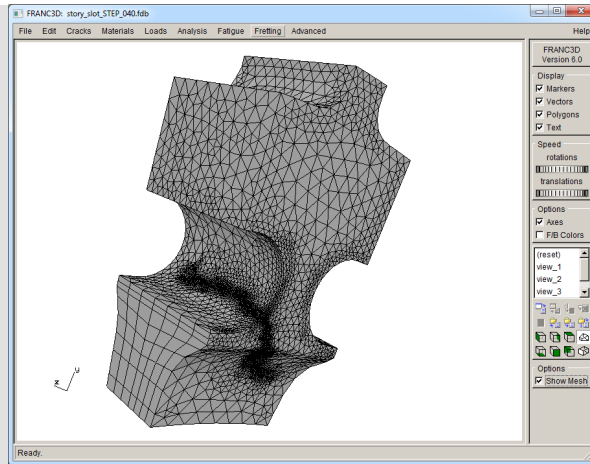 FRANC3D: story_slot_STEP_040.fdb
File Edit Cracks Materials Loads Analysis Fatigue Fretting Advanced Help
FRANC3D
Version 6.0
Display
Markers
Vectors
Polygons
Text
Speed
rotations
translations
Options
Axes
F/B Colors
(reset)
view_1
view_2
view_3
Options
Show Mesh
y
z
Ready.